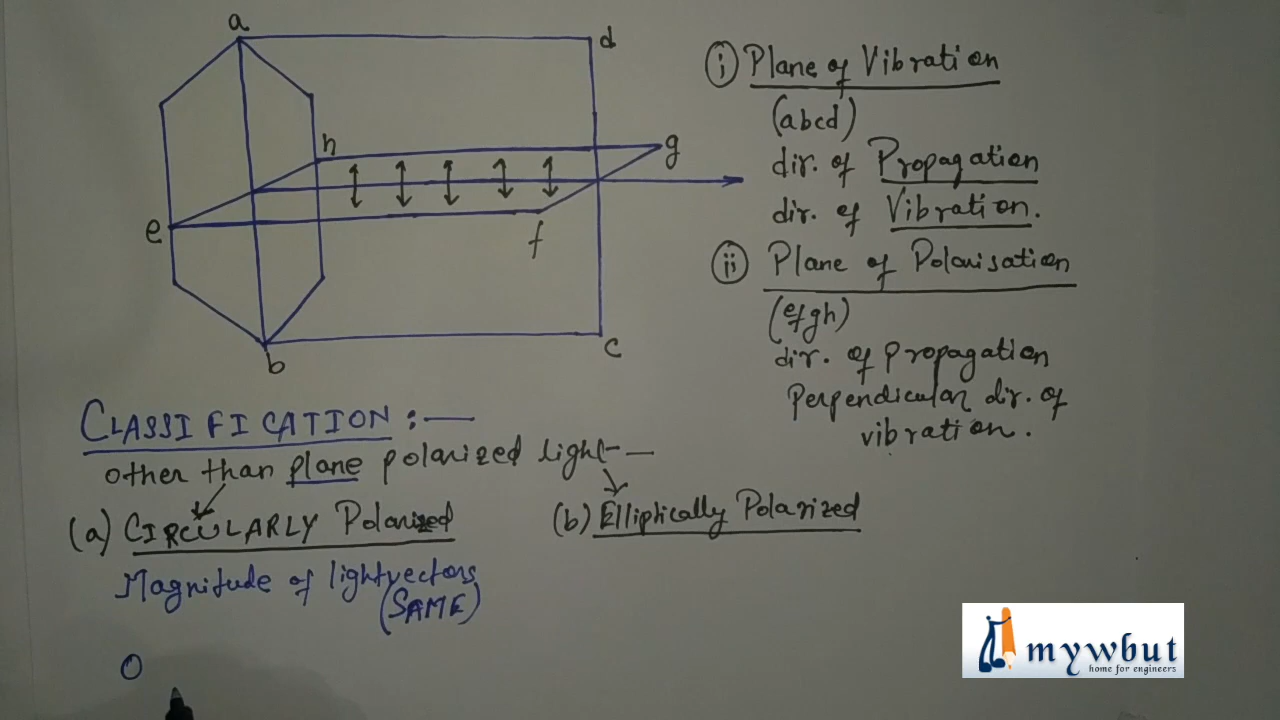 a
d
h
g
e
f
b
c
(i) Plane of Vibration
(abcd)
dir. of Propagation
dir. of Vibration.
(ii) Plane of Polarisation
(efgh)
dir. of propagation
perpendicular dir. of
vibration.
CLASSIFICATION :—
other than plane polarized light—
(a) CIRCULARLY Polarized
(b) Elliptically Polarized
Magnitude of light vectors
(SAME)
O
mywbut
home for engineers